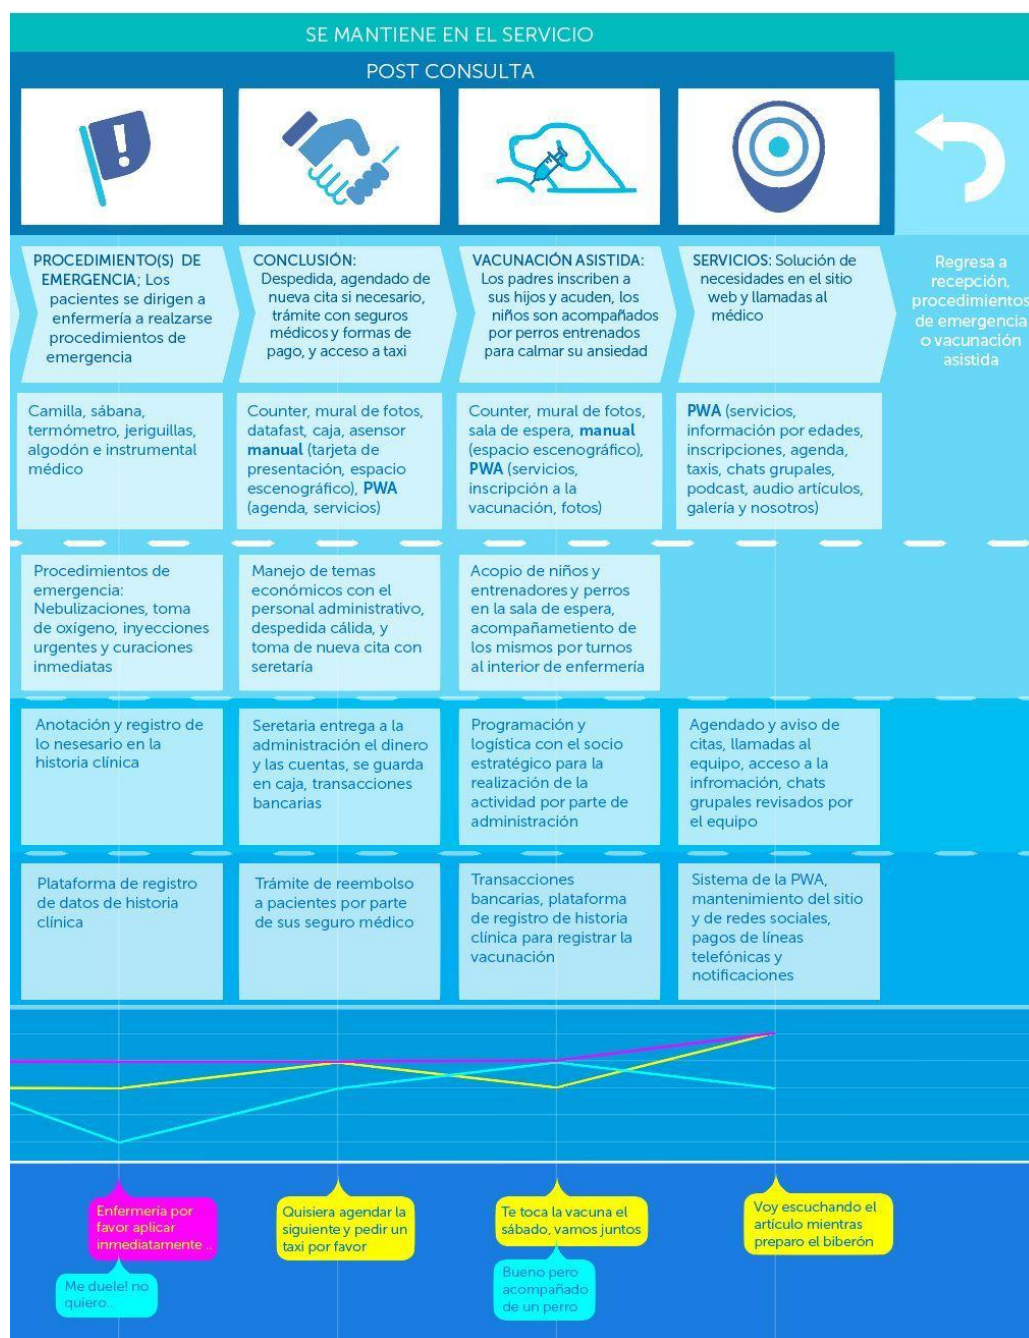 SE MANTIENE EN EL SERVICIO
POST CONSULTA
PROCEDIMIENTO(S) DE
EMERGENCIA; Los
pacientes se dirigen a
enfermería a realzarse
procedimientos de
emergencia
CONCLUSIÓN:
Despedida, agendado de
nueva cita si necesario,
trámite con seguros
médicos y formas de
pago, y acceso a taxi
VACUNACIÓN ASISTIDA:
Los padres inscriben a
sus hijos y acuden, los
niños son acompañados
por perros entrenados
para calmar su ansiedad
SERVICIOS: Solución de
necesidades en el sitio
web y llamadas al
médico
Regresa a
recepción,
procedimientos
de emergencia
o vacunación
asistida
Camilla, sábana,
termómetro, jeriguillas,
algodón e instrumental
médico
Counter, mural de fotos,
datafast, caja, asensor
manual (tarjeta de
presentación, espacio
escenográfico), PWA
(agenda, servicios)
Counter, mural de fotos,
sala de espera, manual
(espacio escenográfico),
PWA (servicios,
inscripción a la
vacunación, fotos)
PWA (servicios,
información por edades,
inscripciones, agenda,
taxis, chats grupales,
podcast, audio artículos,
galería y nosotros)
Procedimientos de
emergencia:
Nebulizaciones, toma
de oxígeno, inyecciones
urgentes y curaciones
inmediatas
Manejo de temas
económicos con el
personal administrativo,
despedida cálida, y
toma de nueva cita con
seretaría
Acopio de niños y
entrenadores y perros
en la sala de espera,
acompañametiento de
los mismos por turnos
al interior de enfermería
Anotación y registro de
lo nesesario en la
historia clínica
Seretaria entrega a la
administración el dinero
y las cuentas, se guarda
en caja, transacciones
bancarias
Programación y
logística con el socio
estratégico para la
realización de la
actividad por parte de
administración
Agendado y aviso de
citas, llamadas al
equipo, acceso a la
infromación, chats
grupales revisados por
el equipo
Plataforma de registro
de datos de historia
clínica
Trámite de reembolso
a pacientes por parte
de sus seguro médico
Transacciones
bancarias, plataforma
de registro de historia
clínica para registrar la
vacunación
Sistema de la PWA,
mantenimiento del sitio
y de redes sociales,
pagos de líneas
telefónicas y
notificaciones
Enfermería por
favor aplicar
inmediatamente ..
Me duele! no
quiero..
Quisiera agendar la
siguiente y pedir un
taxi por favor
Te toca la vacuna el
sábado, vamos juntos
Bueno pero
acompañado
de un perro
Voy escuchando el
artículo mientras
preparo el biberón